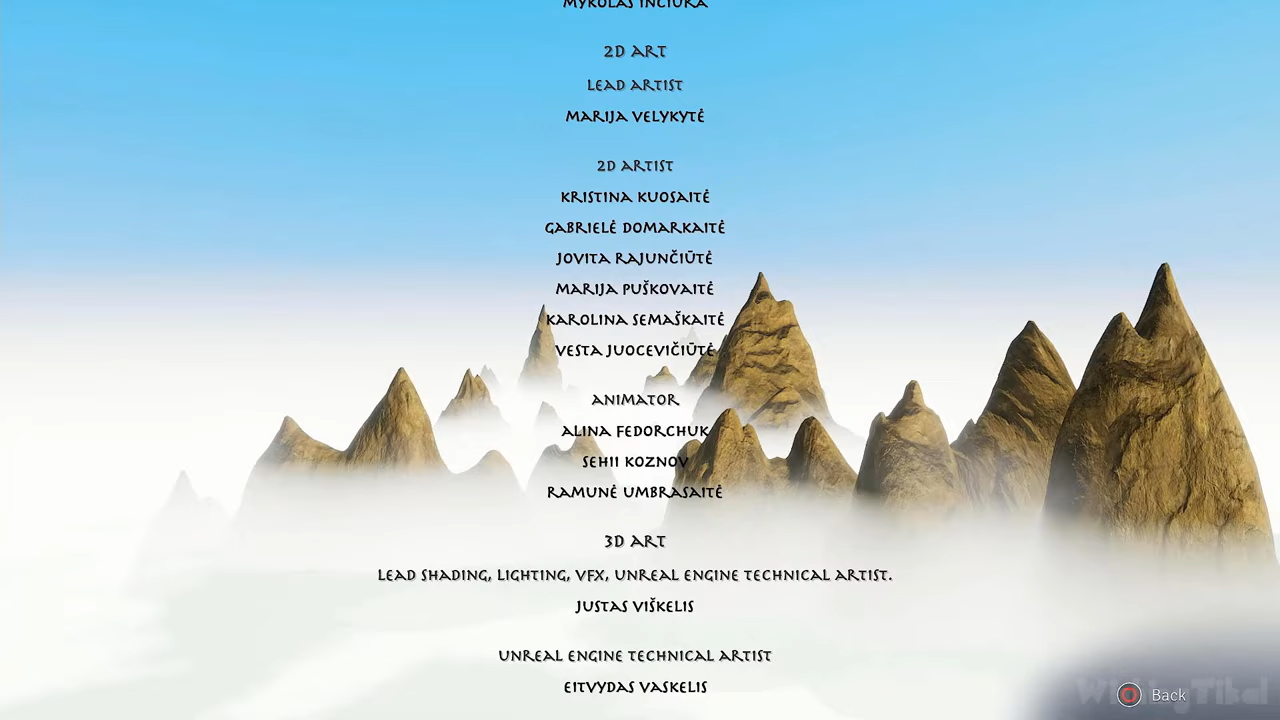 MYKOLAS INČIŪRA
2D ART
LEAD ARTIST
MARIJA VELYKYTĖ
2D ARTIST
KRISTINA KUOSAITĖ
GABRIELĖ DOMARKAITĖ
JOVITA RAJUNČIŪTĖ
MARIJA PUŠKOVAITĖ
KAROLINA SEMAŠKAITĖ
VESTA JUOCEVIČIŪTĖ
ANIMATOR
ALINA FEDORCHUK
SEHII KOZNOV
RAMUNĖ UMBRASAITĖ
3D ART
LEAD SHADING, LIGHTING, VFX, UNREAL ENGINE TECHNICAL ARTIST.
JUSTAS VIŠKELIS
UNREAL ENGINE TECHNICAL ARTIST
EITVYDAS VASKELIS
Back